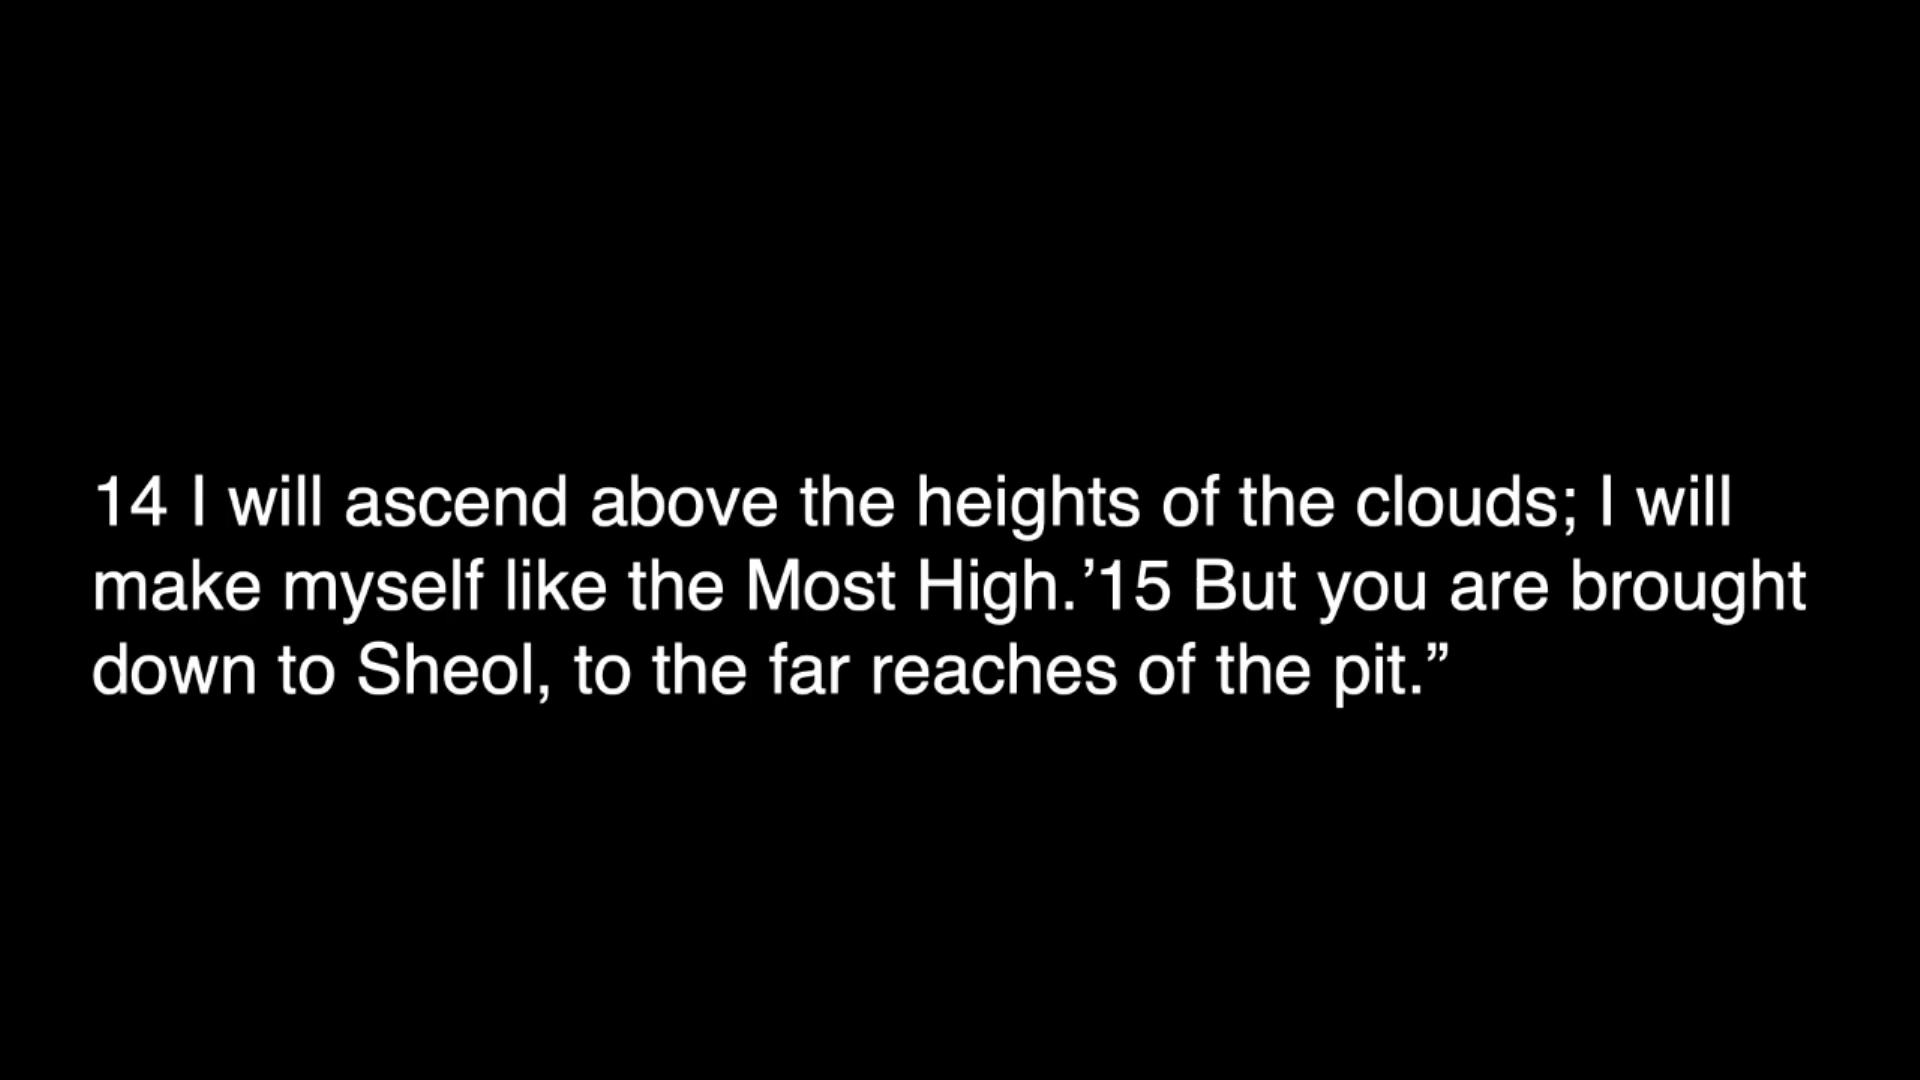 14 I will ascend above the heights of the clouds; I will
make myself like the Most High.’15 But you are brought
down to Sheol, to the far reaches of the pit.”